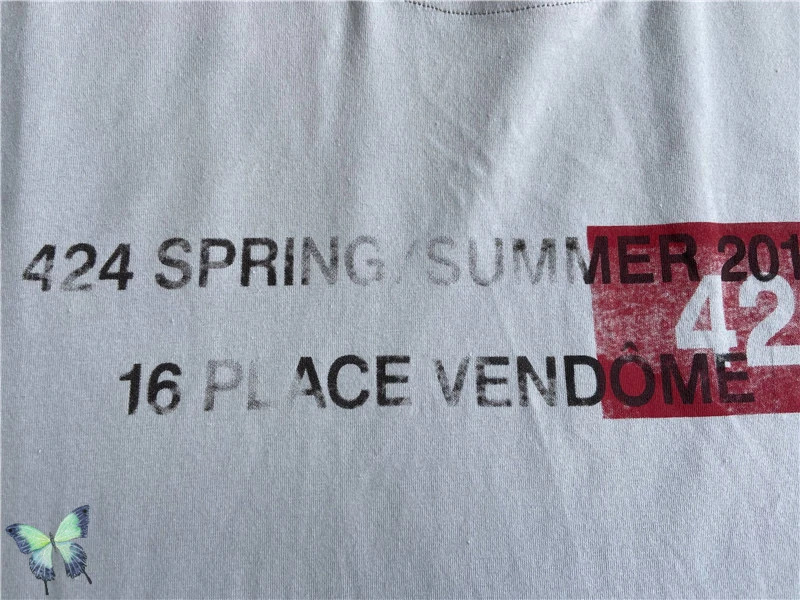 424 SPRING/SUMMER 201
42
16 PLACE VENDÔME